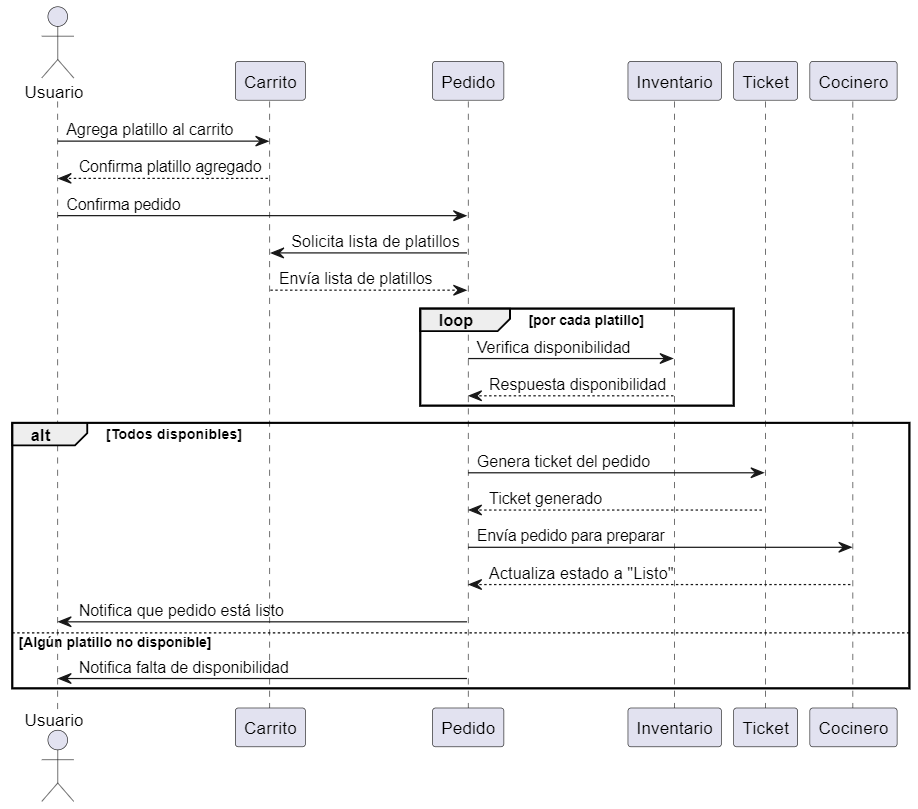 Usuario
Carrito
Pedido
Inventario
Ticket
Cocinero
Agrega platillo al carrito
Confirma platillo agregado
Confirma pedido
Solicita lista de platillos
Envía lista de platillos
loop
[por cada platillo]
Verifica disponibilidad
Respuesta disponibilidad
alt
[Todos disponibles]
Genera ticket del pedido
Ticket generado
Envía pedido para preparar
Actualiza estado a "Listo"
Notifica que pedido está listo
[Algún platillo no disponible]
Notifica falta de disponibilidad
Usuario
Carrito
Pedido
Inventario
Ticket
Cocinero